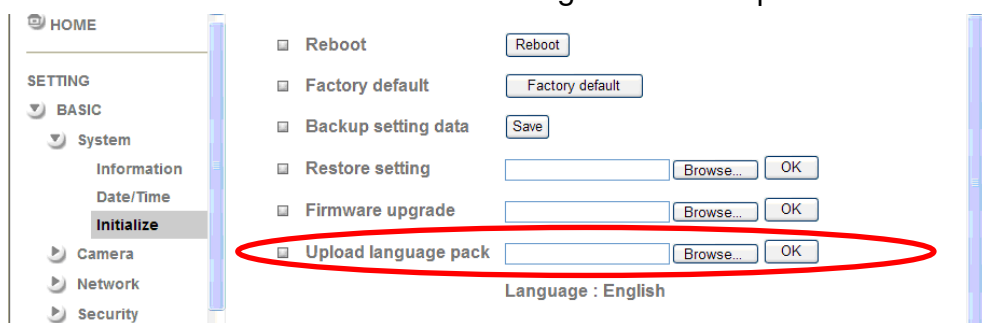 HOME
SETTING
BASIC
System
Information
Date/Time
Initialize
Camera
Network
Security
Reboot Reboot
Factory default Factory default
Backup setting data Save
Restore setting Browse... OK
Firmware upgrade Browse... OK
Upload language pack Browse... OK
Language : English